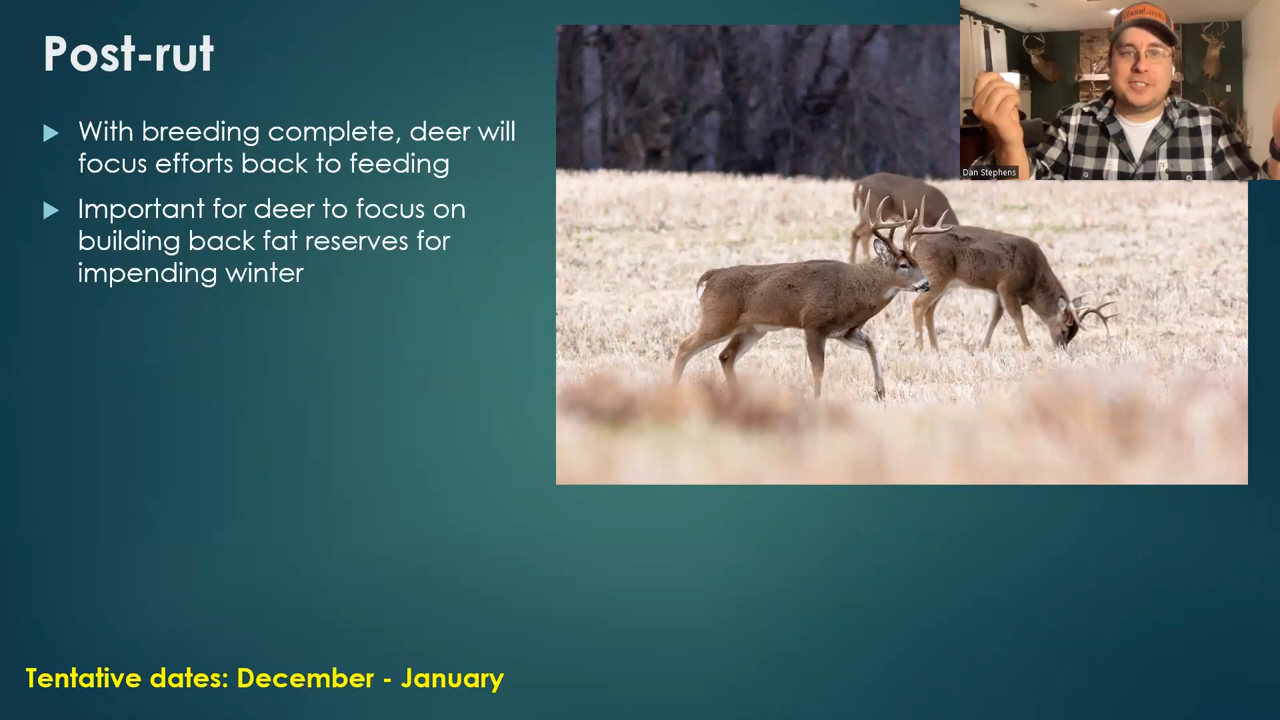 Post-rut
With breeding complete, deer will
focus efforts back to feeding
Important for deer to focus on
building back fat reserves for
impending winter
Tentative dates: December - January
Dan Stephens